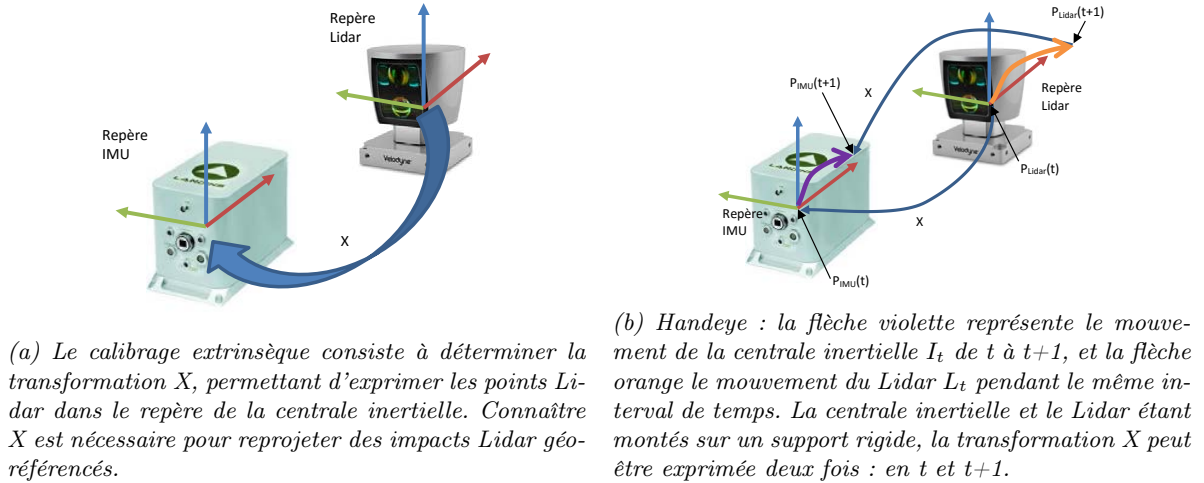 Repère
Lidar
Velodyne
Repère
IMU
LANDINS
X
(a) Le calibrage extrinsèque consiste à déterminer la
transformation X, permettant d'exprimer les points Li-
dar dans le repère de la centrale inertielle. Connaître
X est nécessaire pour reprojeter des impacts Lidar géo-
référencés.
P_Lidar(t+1)
P_IMU(t+1)
X
Repère
Lidar
Velodyne
P_Lidar(t)
LANDINS
Repère
IMU
X
P_IMU(t)
(b) Handeye : la flèche violette représente le mouve-
ment de la centrale inertielle I_t de t à t+1, et la flèche
orange le mouvement du Lidar L_t pendant le même in-
terval de temps. La centrale inertielle et le Lidar étant
montés sur un support rigide, la transformation X peut
être exprimée deux fois : en t et t+1.